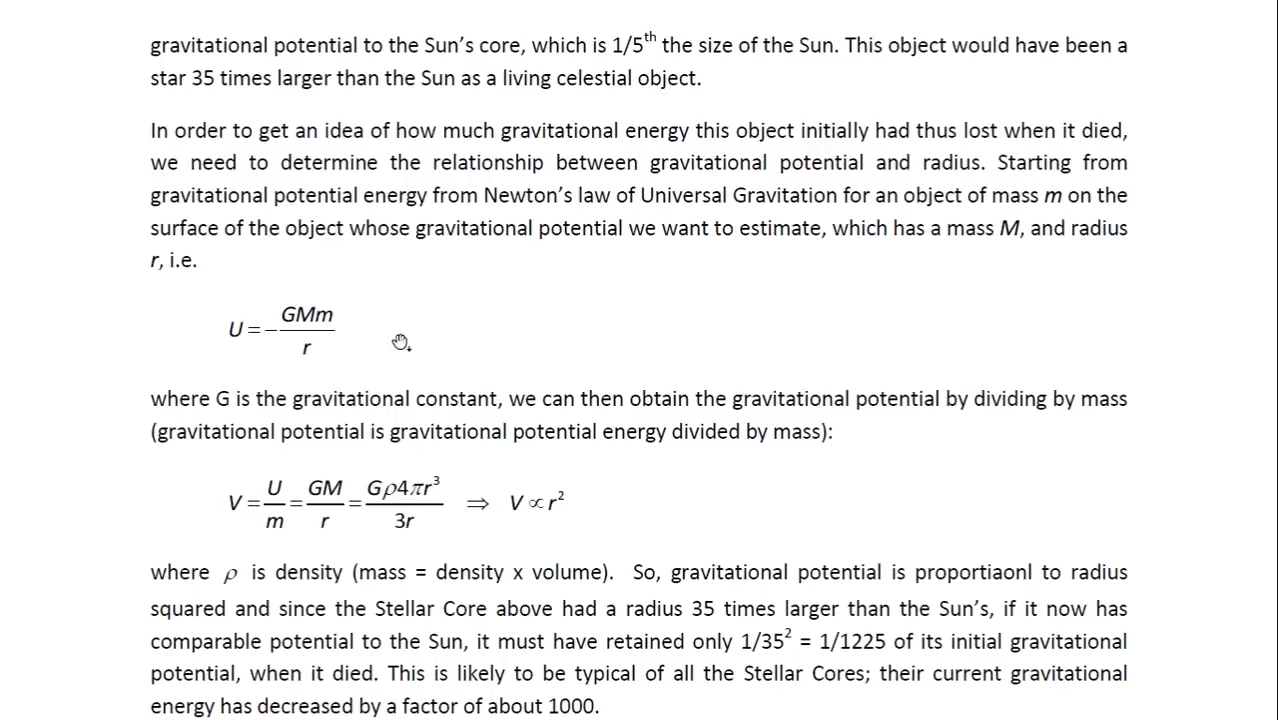 gravitational potential to the Sun's core, which is 1/5th the size of the Sun. This object would have been a
star 35 times larger than the Sun as a living celestial object.
In order to get an idea of how much gravitational energy this object initially had thus lost when it died,
we need to determine the relationship between gravitational potential and radius. Starting from
gravitational potential energy from Newton's law of Universal Gravitation for an object of mass m on the
surface of the object whose gravitational potential we want to estimate, which has a mass M, and radius
r, i.e.
U = − GMm / r
where G is the gravitational constant, we can then obtain the gravitational potential by dividing by mass
(gravitational potential is gravitational potential energy divided by mass):
V = U / m = GM / r = Gρ4πr³ / 3r ⇒ V ∝ r²
where ρ is density (mass = density x volume). So, gravitational potential is proportiaonl to radius
squared and since the Stellar Core above had a radius 35 times larger than the Sun's, if it now has
comparable potential to the Sun, it must have retained only 1/35² = 1/1225 of its initial gravitational
potential, when it died. This is likely to be typical of all the Stellar Cores; their current gravitational
energy has decreased by a factor of about 1000.